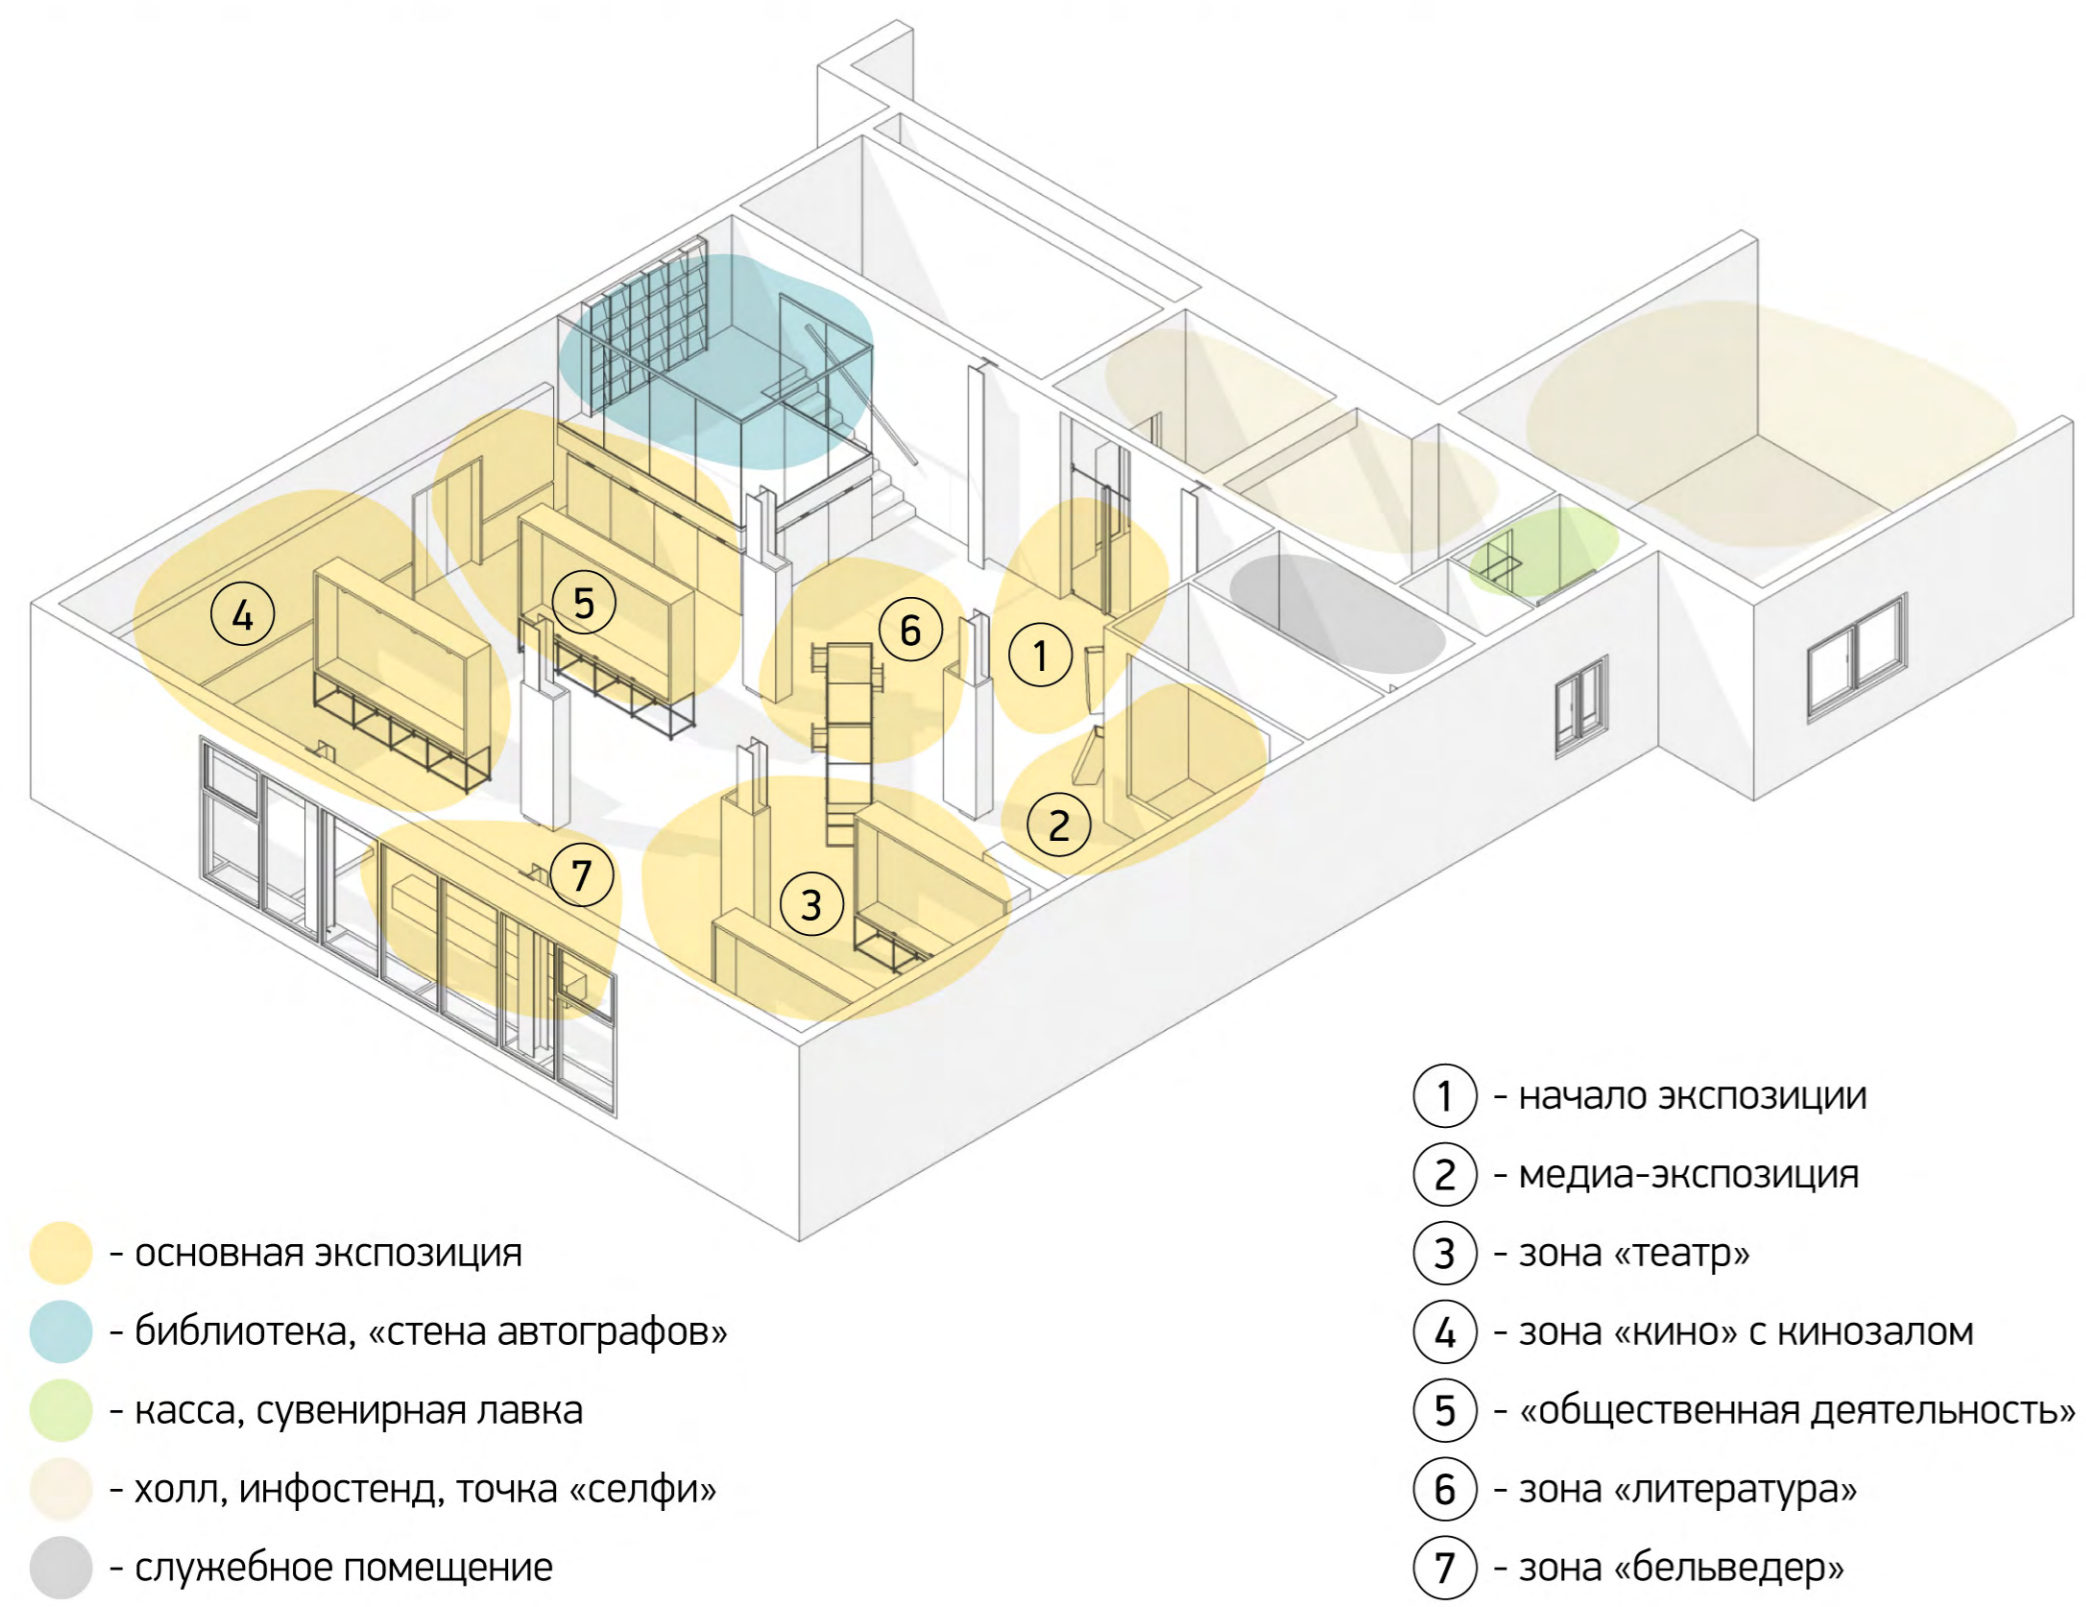 4
5
6
1
2
7
3
- основная экспозиция
- библиотека, «стена автографов»
- касса, сувенирная лавка
- холл, инфостенд, точка «селфи»
- служебное помещение
1 - начало экспозиции
2 - медиа-экспозиция
3 - зона «театр»
4 - зона «кино» с кинозалом
5 - «общественная деятельность»
6 - зона «литература»
7 - зона «бельведер»